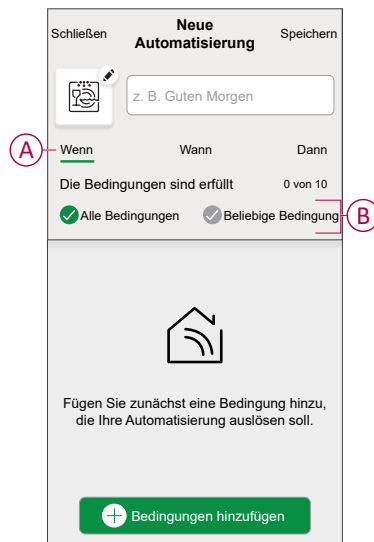 Schließen
Neue
Automatisierung
Speichern
z. B. Guten Morgen
A
Wenn
Wann
Dann
Die Bedingungen sind erfüllt
0 von 10
Alle Bedingungen
Beliebige Bedingung
B
Fügen Sie zunächst eine Bedingung hinzu,
die Ihre Automatisierung auslösen soll.
Bedingungen hinzufügen